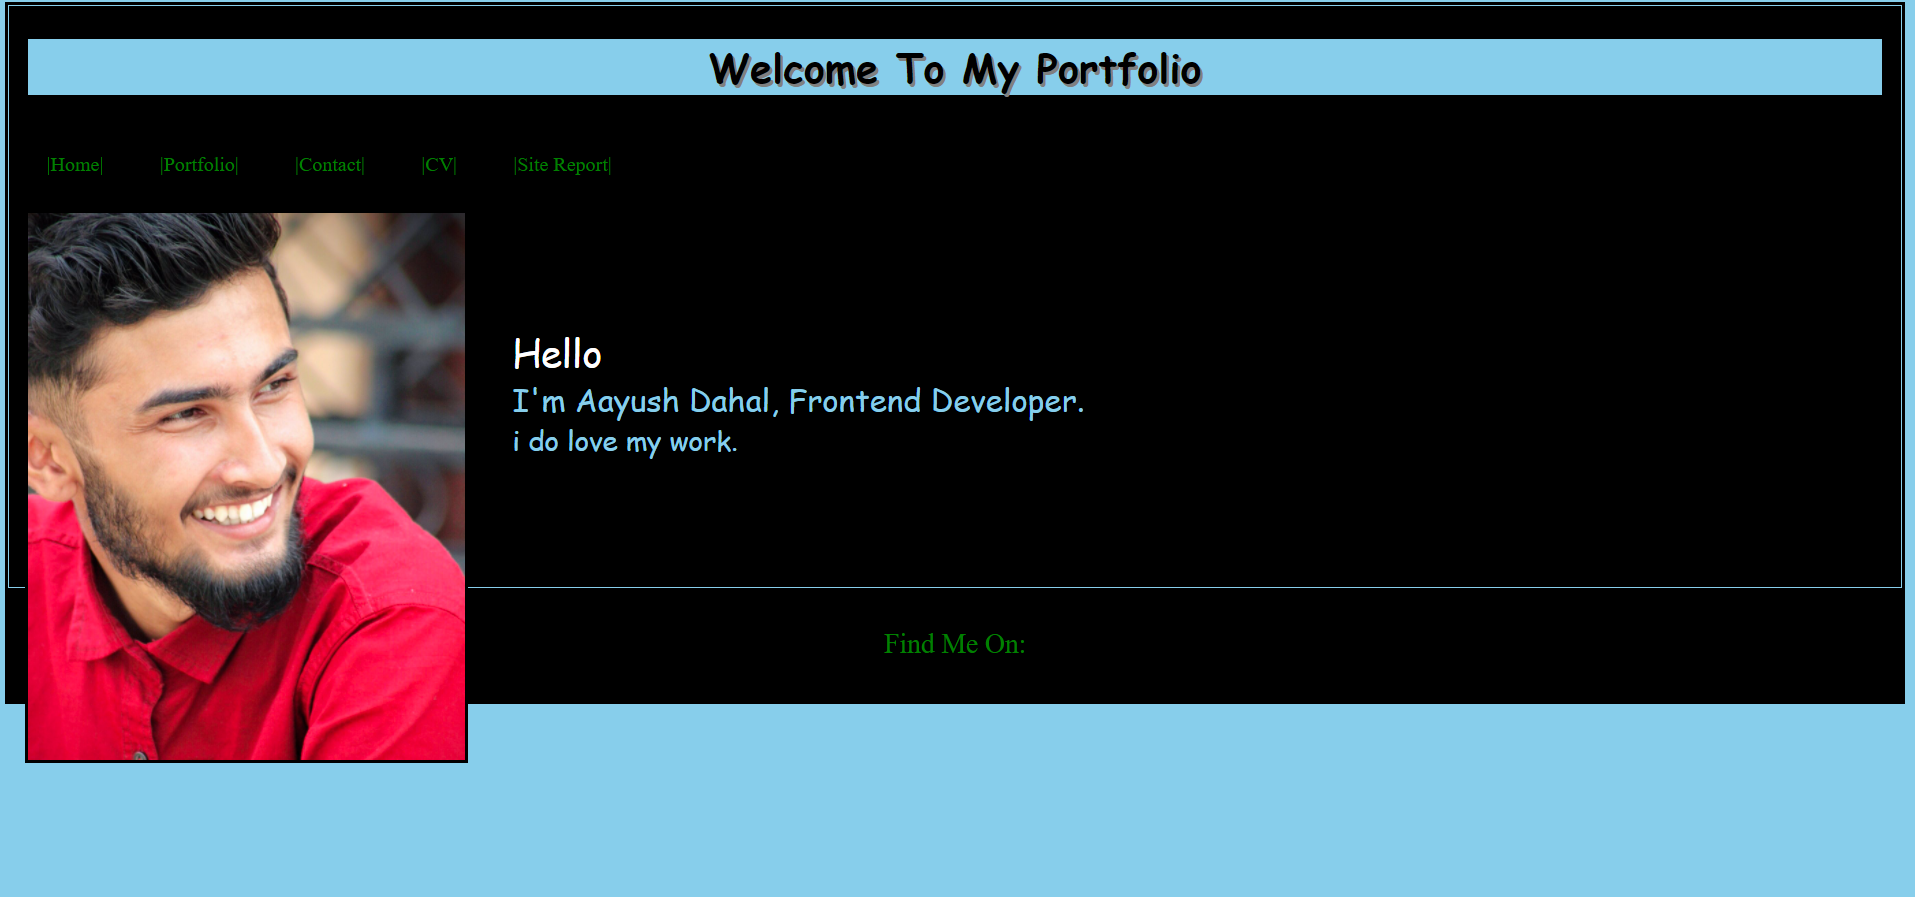 Welcome To My Portfolio
|Home| |Portfolio| |Contact| |CV| |Site Report|
Hello
I'm Aayush Dahal, Frontend Developer.
i do love my work.
Find Me On: